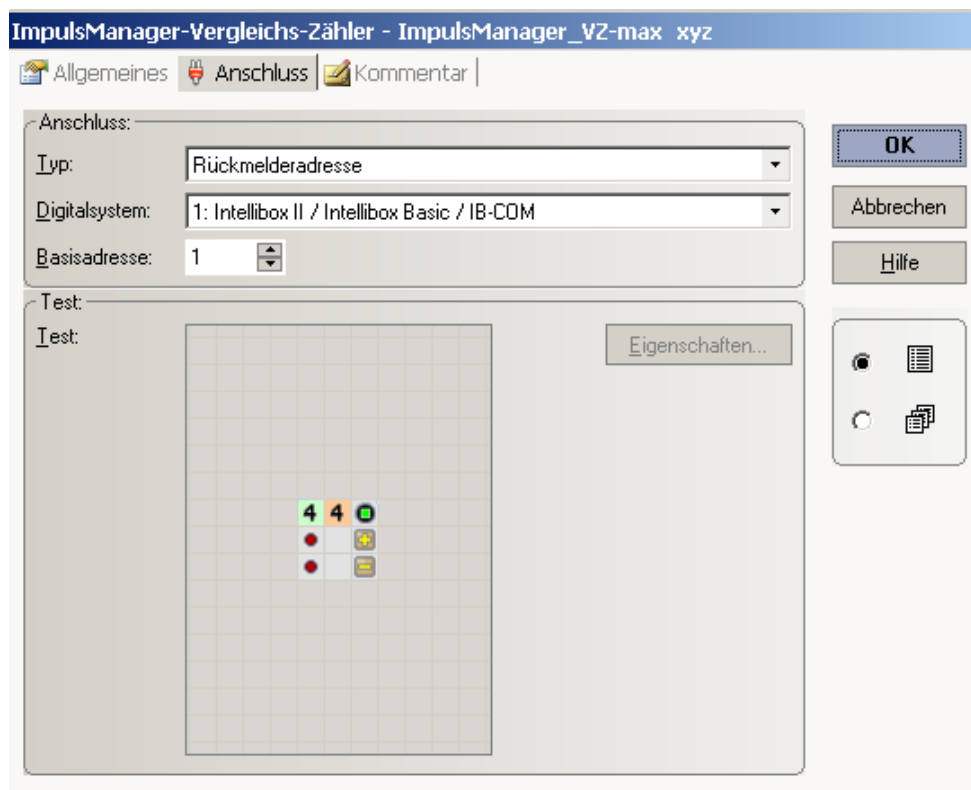 ImpulsManager-Vergleichs-Zähler - ImpulsManager_VZ-max xyz
Allgemeines Anschluss Kommentar
Anschluss:
Typ: Rückmelderadresse
Digitalsystem: 1: Intellibox II / Intellibox Basic / IB-COM
Basisadresse: 1
OK
Abbrechen
Hilfe
Test:
Test:
Eigenschaften...
4 4